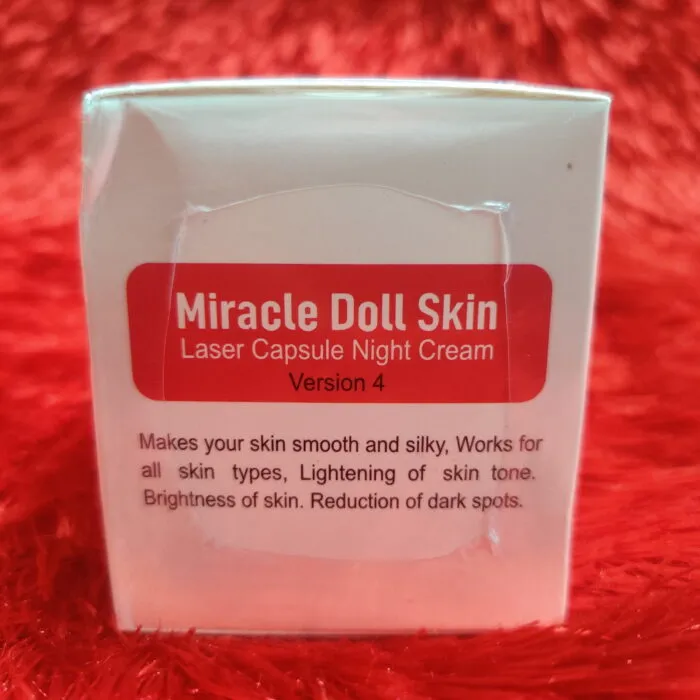 Miracle Doll Skin
Laser Capsule Night Cream
Version 4
Makes your skin smooth and silky, Works for
all skin types, Lightening of skin tone.
Brightness of skin. Reduction of dark spots.